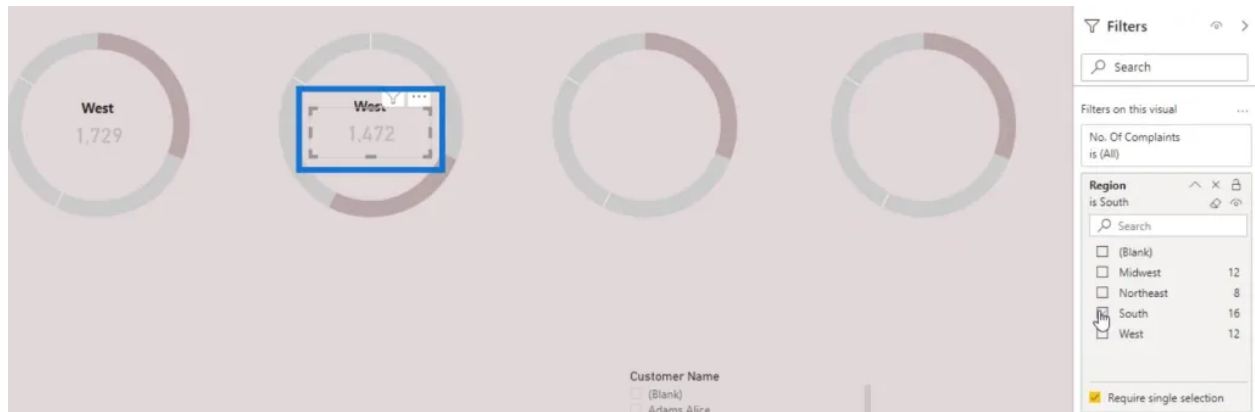 West
1,729
West
1,472
Customer Name
(Blank)
Adams Alice
Filters
Search
Filters on this visual
No. Of Complaints
is (All)
Region
is South
Search
(Blank)
Midwest 12
Northeast 8
South 16
West 12
Require single selection